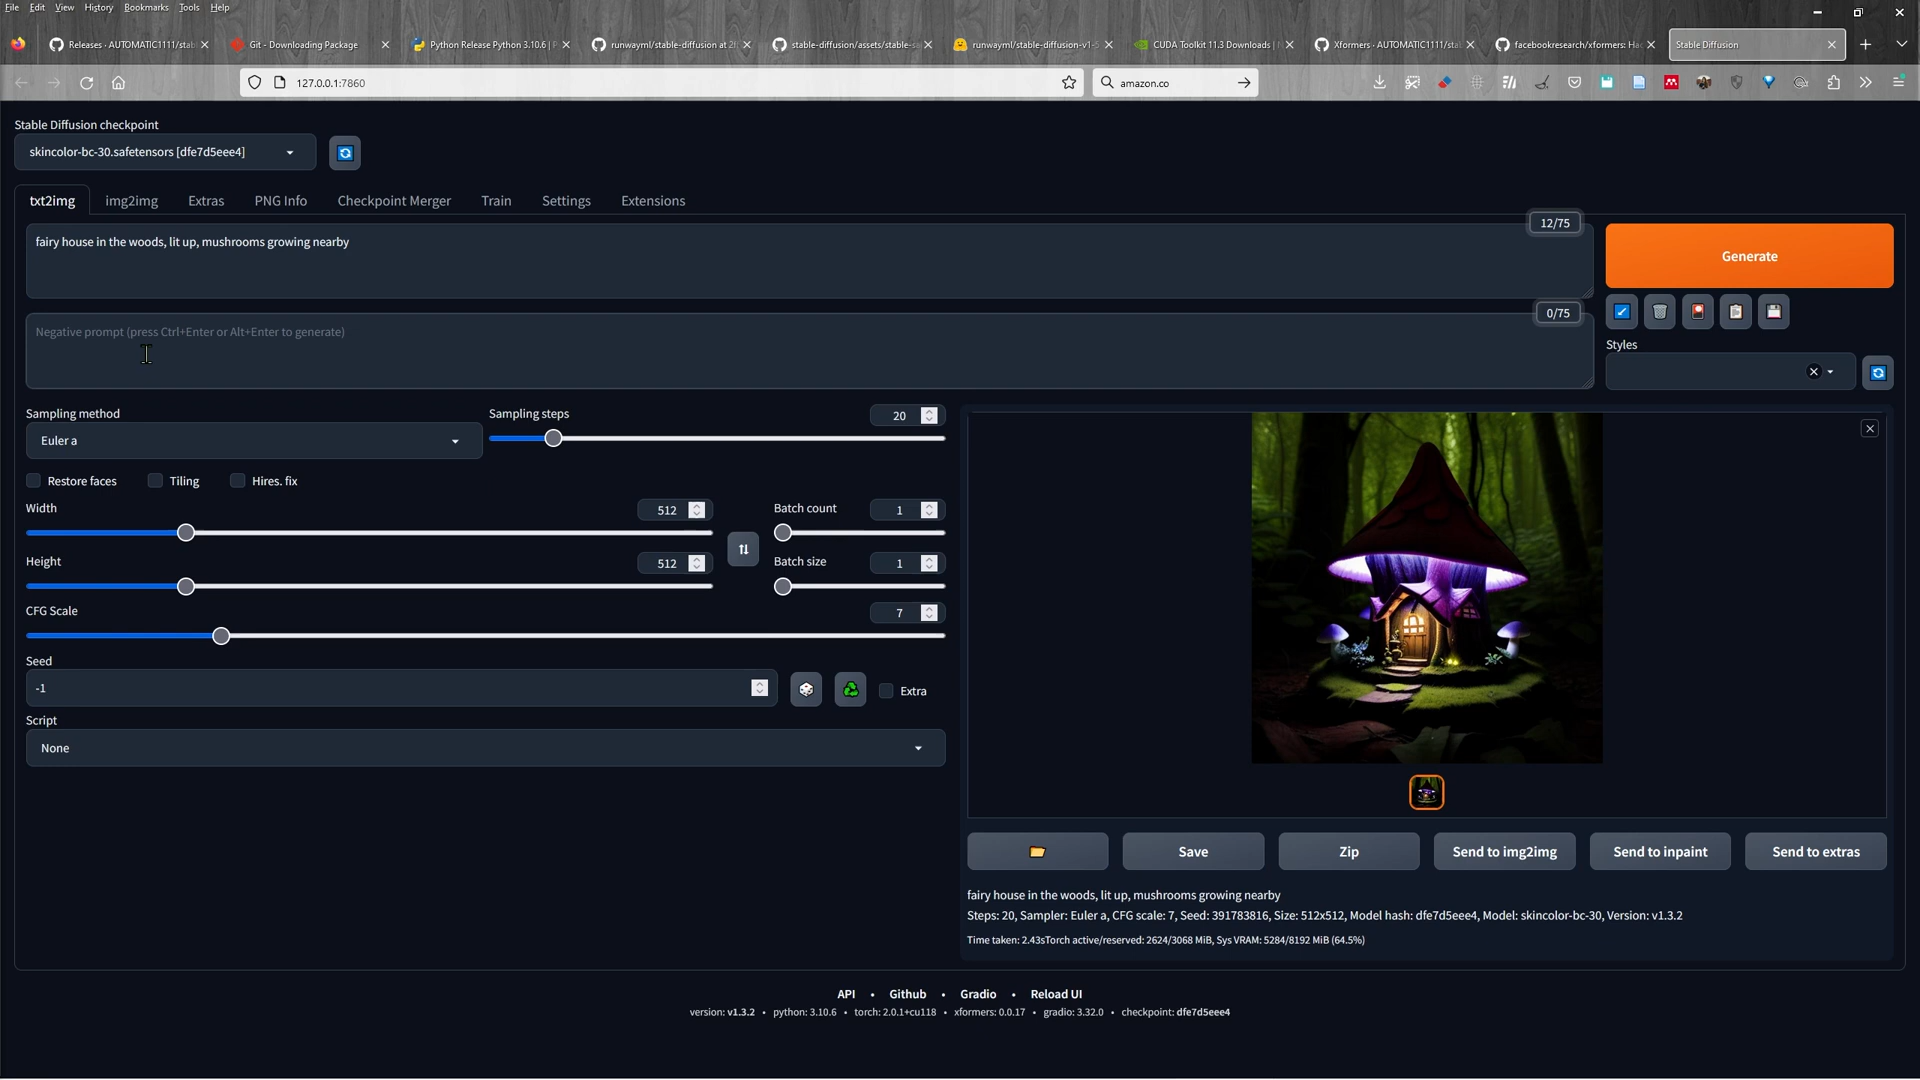 File Edit View History Bookmarks Tools Help
Releases · AUTOMATIC1111/stab
Git - Downloading Package
Python Release Python 3.10.6 | P
runwayml/stable-diffusion at 2f
stable-diffusion/assets/stable-sa
runwayml/stable-diffusion-v1-5
CUDA Toolkit 11.3 Downloads | N
Xformers · AUTOMATIC1111/stab
facebookresearch/xformers: Hac
Stable Diffusion
127.0.0.1:7860
amazon.co
Stable Diffusion checkpoint
skincolor-bc-30.safetensors [dfe7d5eee4]
txt2img img2img Extras PNG Info Checkpoint Merger Train Settings Extensions
12/75
fairy house in the woods, lit up, mushrooms growing nearby
Generate
0/75
Negative prompt (press Ctrl+Enter or Alt+Enter to generate)
Styles
Sampling method
Euler a
Sampling steps
20
Restore faces Tiling Hires. fix
Width
512
Batch count
1
Height
512
Batch size
1
CFG Scale
7
Seed
-1
Extra
Script
None
Save Zip Send to img2img Send to inpaint Send to extras
fairy house in the woods, lit up, mushrooms growing nearby
Steps: 20, Sampler: Euler a, CFG scale: 7, Seed: 391783816, Size: 512x512, Model hash: dfe7d5eee4, Model: skincolor-bc-30, Version: v1.3.2
Time taken: 2.43sTorch active/reserved: 2624/3068 MiB, Sys VRAM: 5284/8192 MiB (64.5%)
API • Github • Gradio • Reload UI
version: v1.3.2 • python: 3.10.6 • torch: 2.0.1+cu118 • xformers: 0.0.17 • gradio: 3.32.0 • checkpoint: dfe7d5eee4